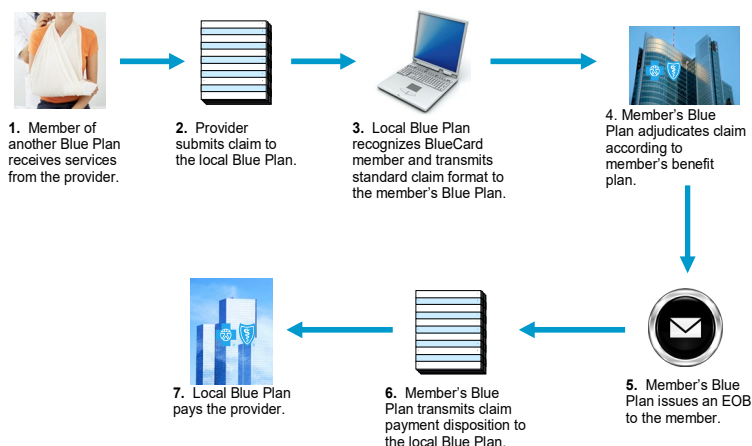 1. Member of
another Blue Plan
receives services
from the provider.
2. Provider
submits claim to
the local Blue Plan.
3. Local Blue Plan
recognizes BlueCard
member and transmits
standard claim format to
the member's Blue Plan.
4. Member's Blue
Plan adjudicates claim
according to
member's benefit
plan.
7. Local Blue Plan
pays the provider.
6. Member's Blue
Plan transmits claim
payment disposition to
the local Blue Plan.
5. Member's Blue
Plan issues an EOB
to the member.